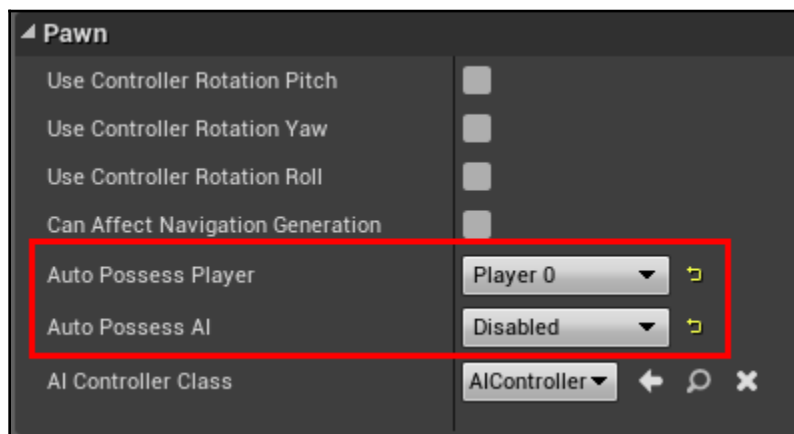 Pawn
Use Controller Rotation Pitch
Use Controller Rotation Yaw
Use Controller Rotation Roll
Can Affect Navigation Generation
Auto Possess Player Player 0
Auto Possess AI Disabled
AI Controller Class AIController